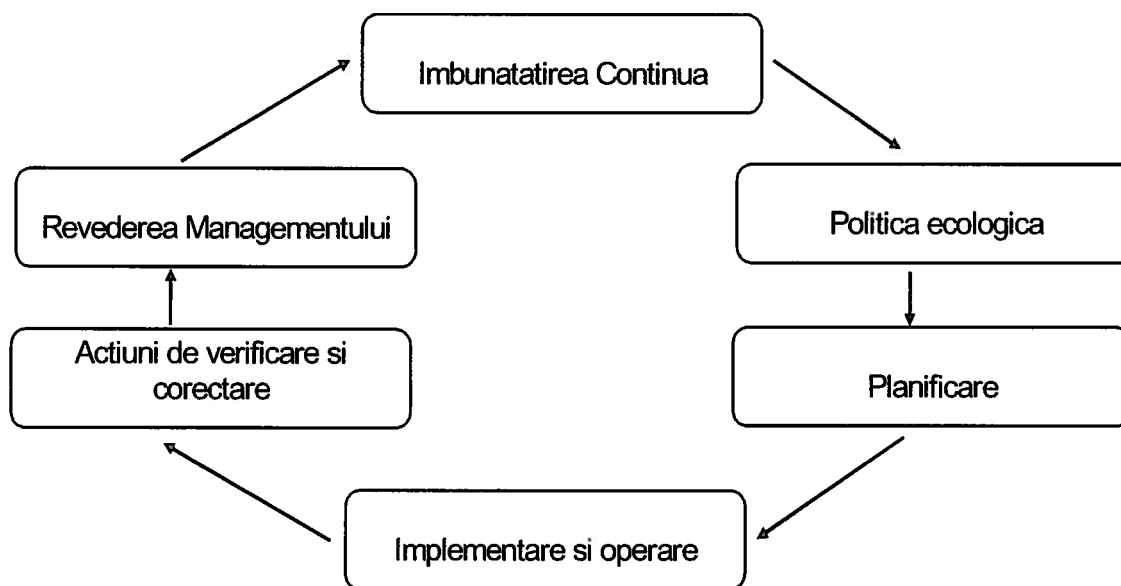 Imbunatatirea Continua
Politica ecologica
Planificare
Implementare si operare
Actiuni de verificare si
corectare
Revederea Managementului